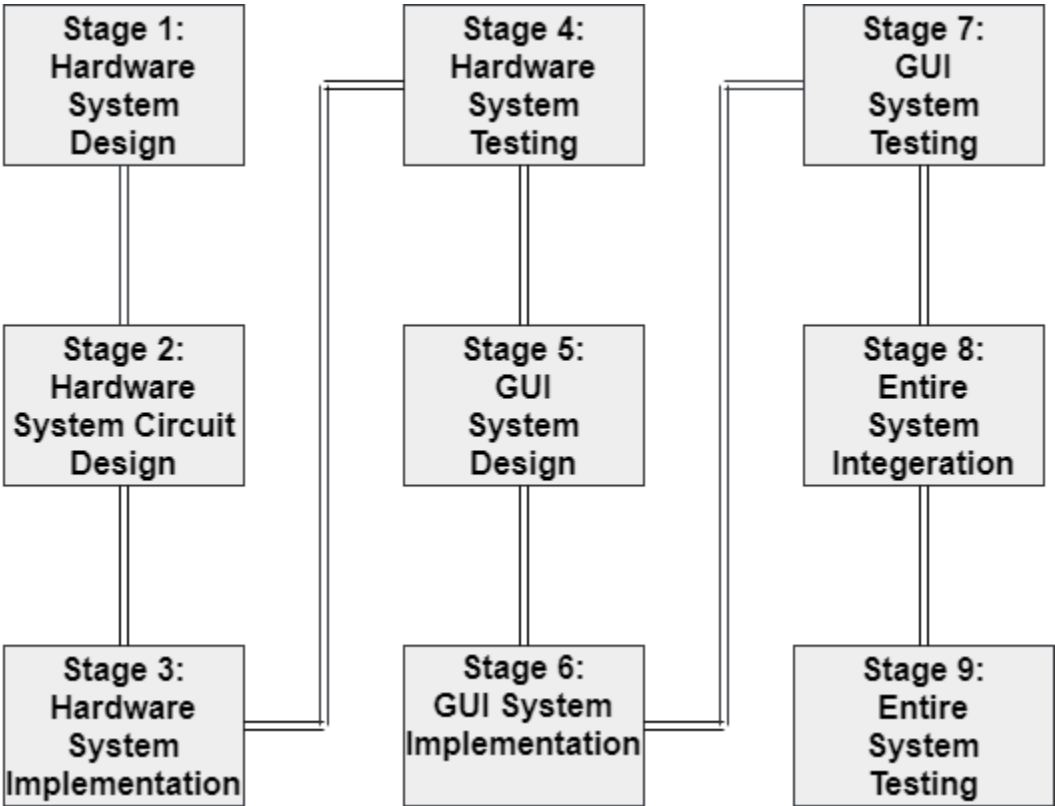 Stage 1:
Hardware
System
Design
Stage 2:
Hardware
System Circuit
Design
Stage 3:
Hardware
System
Implementation
Stage 4:
Hardware
System
Testing
Stage 5:
GUI
System
Design
Stage 6:
GUI System
Implementation
Stage 7:
GUI
System
Testing
Stage 8:
Entire
System
Integeration
Stage 9:
Entire
System
Testing